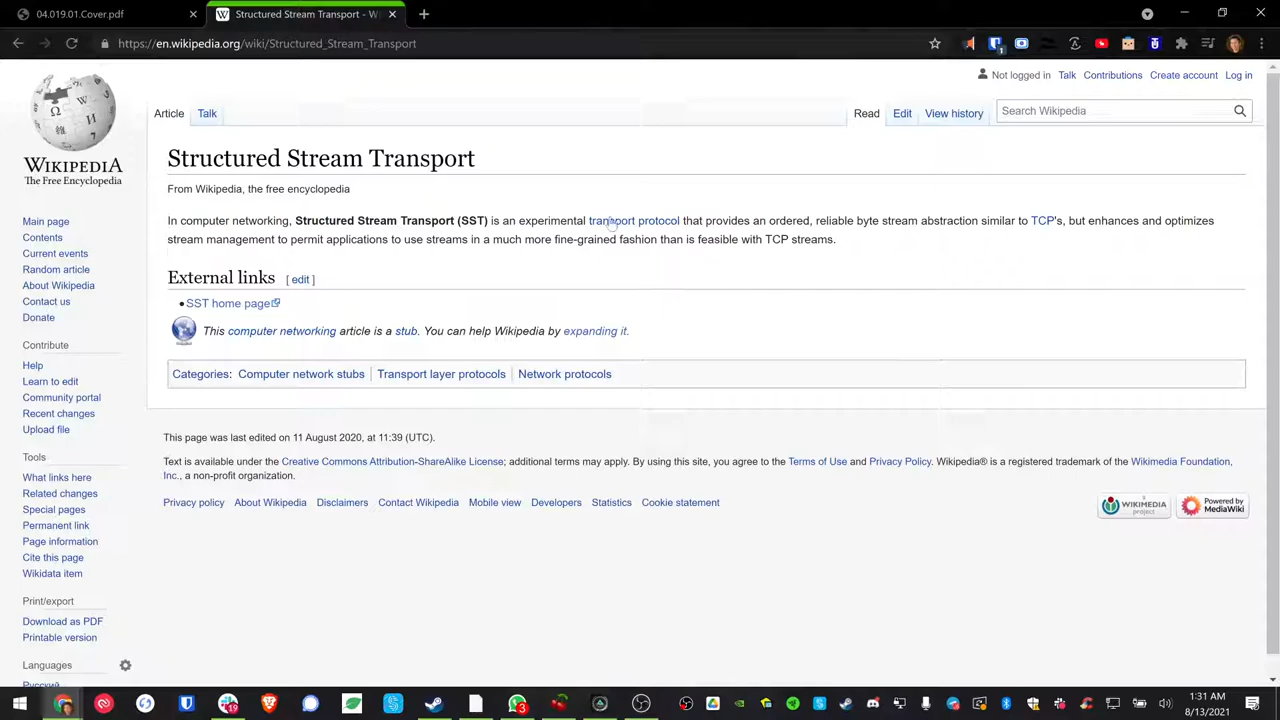 04.019.01.Cover.pdf
Structured Stream Transport - W
https://en.wikipedia.org/wiki/Structured_Stream_Transport
Not logged in Talk Contributions Create account Log in
Article Talk Read Edit View history Search Wikipedia
WIKIPEDIA
The Free Encyclopedia
Main page
Contents
Current events
Random article
About Wikipedia
Contact us
Donate
Contribute
Help
Learn to edit
Community portal
Recent changes
Upload file
Tools
What links here
Related changes
Special pages
Permanent link
Page information
Cite this page
Wikidata item
Print/export
Download as PDF
Printable version
Languages
Русский
Structured Stream Transport
From Wikipedia, the free encyclopedia
In computer networking, Structured Stream Transport (SST) is an experimental transport protocol that provides an ordered, reliable byte stream abstraction similar to TCP's, but enhances and optimizes
stream management to permit applications to use streams in a much more fine-grained fashion than is feasible with TCP streams.
External links [ edit ]
SST home page
This computer networking article is a stub. You can help Wikipedia by expanding it.
Categories: Computer network stubs Transport layer protocols Network protocols
This page was last edited on 11 August 2020, at 11:39 (UTC).
Text is available under the Creative Commons Attribution-ShareAlike License; additional terms may apply. By using this site, you agree to the Terms of Use and Privacy Policy. Wikipedia® is a registered trademark of the Wikimedia Foundation,
Inc., a non-profit organization.
Privacy policy About Wikipedia Disclaimers Contact Wikipedia Mobile view Developers Statistics Cookie statement
WIKIMEDIA
project
Powered by
MediaWiki
19
3
1:31 AM
8/13/2021